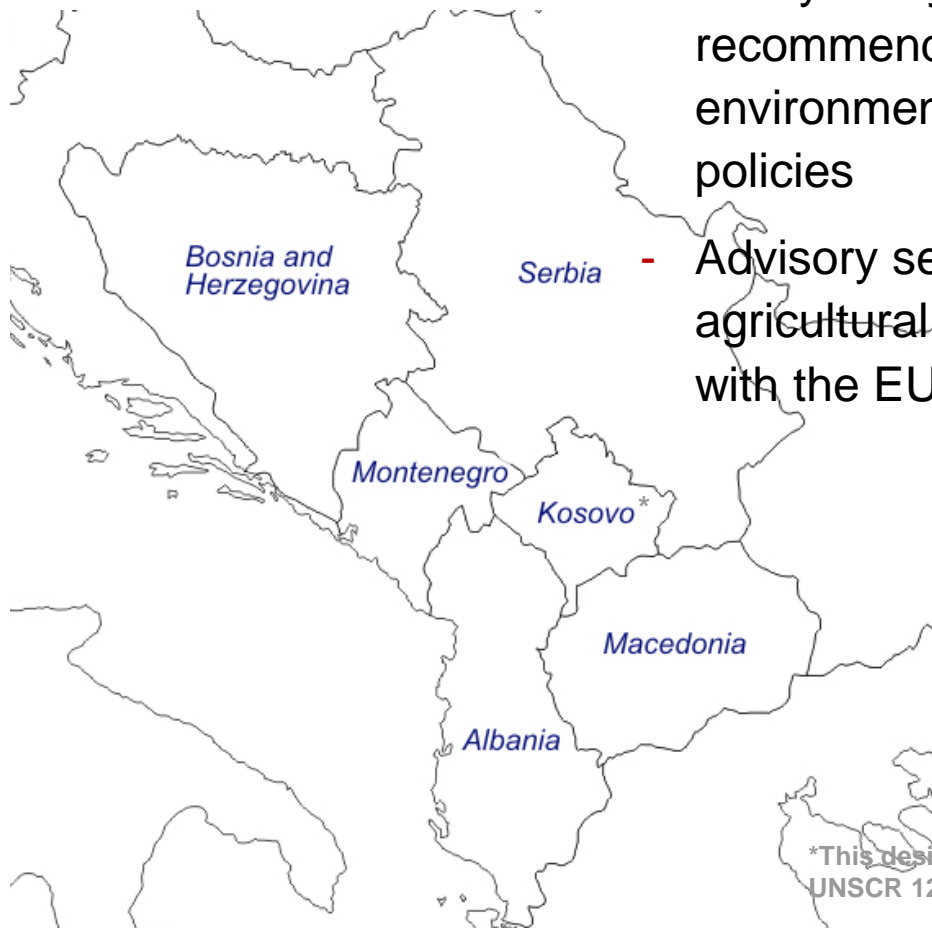 recommend
environmen
policies
- Advisory se
agricultural
with the EU
Bosnia and
Herzegovina
Serbia
Montenegro
Kosovo*
Macedonia
Albania
*This desi
UNSCR 12